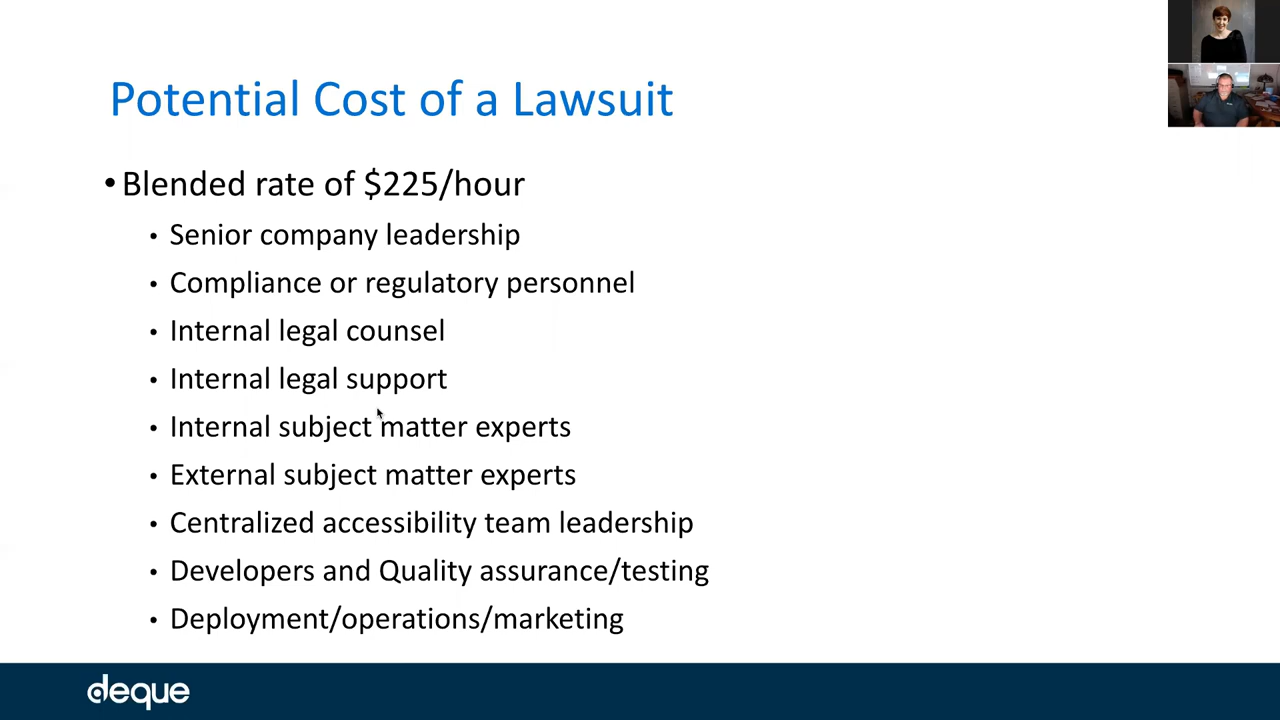 Potential Cost of a Lawsuit
• Blended rate of $225/hour
• Senior company leadership
• Compliance or regulatory personnel
• Internal legal counsel
• Internal legal support
• Internal subject matter experts
• External subject matter experts
• Centralized accessibility team leadership
• Developers and Quality assurance/testing
• Deployment/operations/marketing
deque